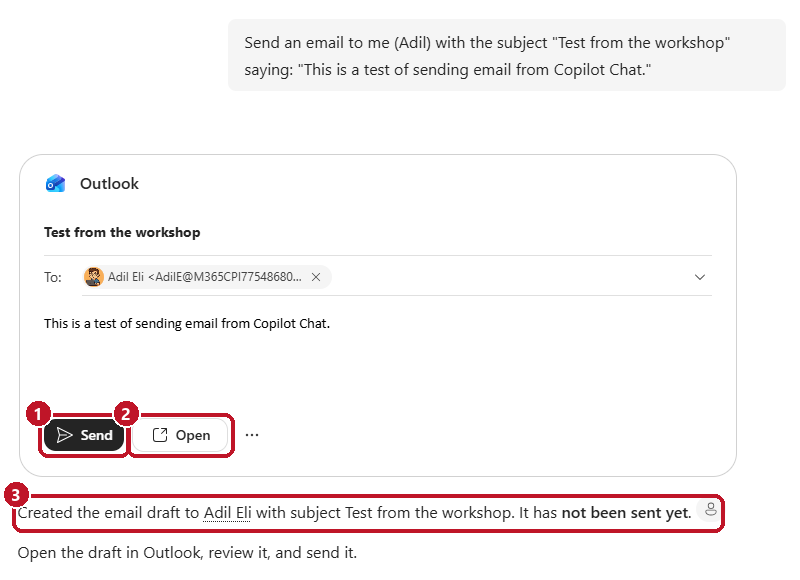 Send an email to me (Adil) with the subject "Test from the workshop"
saying: "This is a test of sending email from Copilot Chat."
Outlook
Test from the workshop
To: Adil Eli <AdilE@M365CPI77548680...
This is a test of sending email from Copilot Chat.
1 2
Send Open ...
3
Created the email draft to Adil Eli with subject Test from the workshop. It has not been sent yet.
Open the draft in Outlook, review it, and send it.